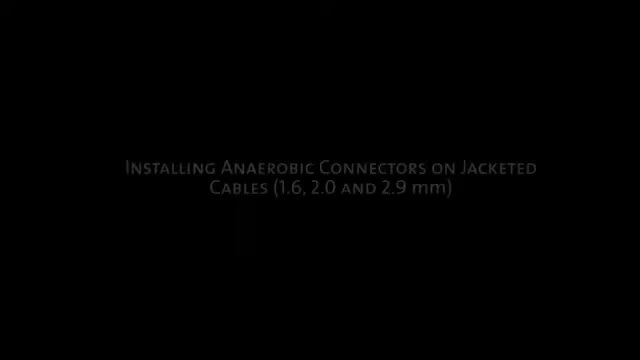 Installing Anaerobic Connectors on Jacketed
Cables (1.6, 2.0 and 2.9 mm)